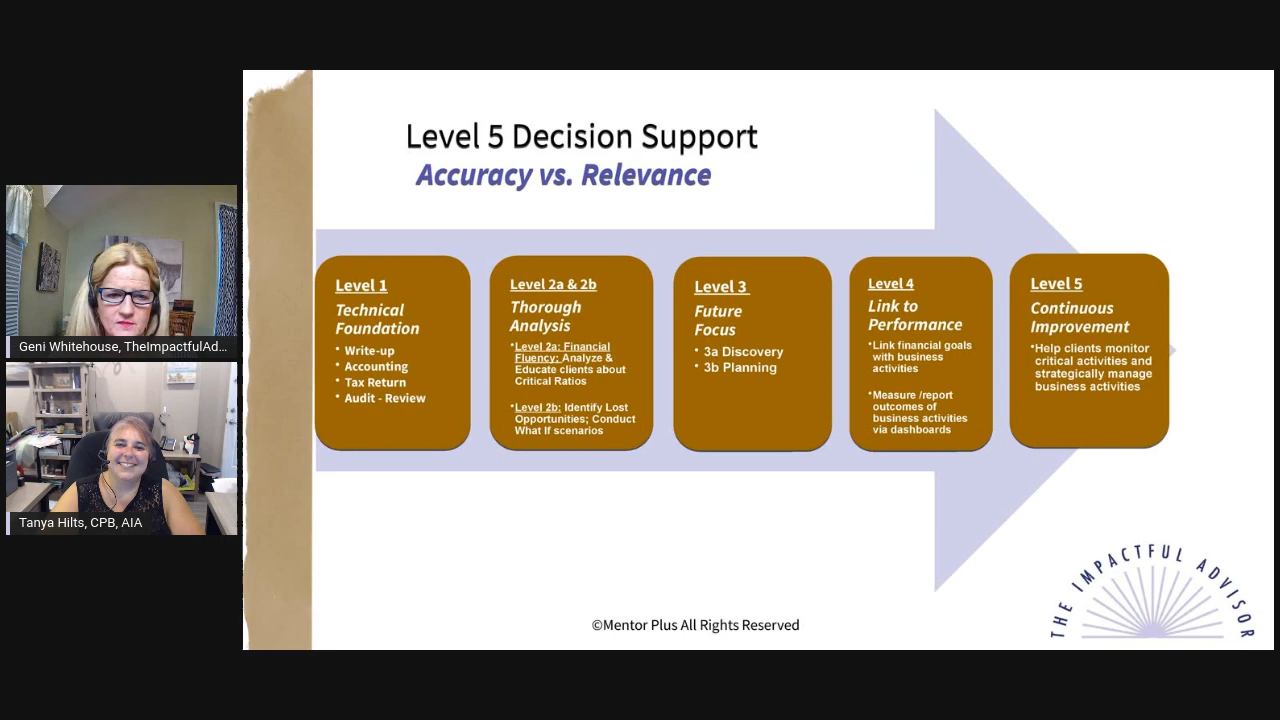 Level 5 Decision Support
Accuracy vs. Relevance
Level 1
Technical
Foundation
• Write-up
• Accounting
• Tax Return
• Audit - Review
Level 2a & 2b
Thorough
Analysis
•Level 2a: Financial
Fluency: Analyze &
Educate clients about
Critical Ratios
•Level 2b: Identify Lost
Opportunities; Conduct
What If scenarios
Level 3
Future
Focus
• 3a Discovery
• 3b Planning
Level 4
Link to
Performance
•Link financial goals
with business
activities
•Measure /report
outcomes of
business activities
via dashboards
Level 5
Continuous
Improvement
•Help clients monitor
critical activities and
strategically manage
business activities
Geni Whitehouse, TheImpactfulAd...
Tanya Hilts, CPB, AIA
©Mentor Plus All Rights Reserved
THE IMPACTFUL ADVISOR